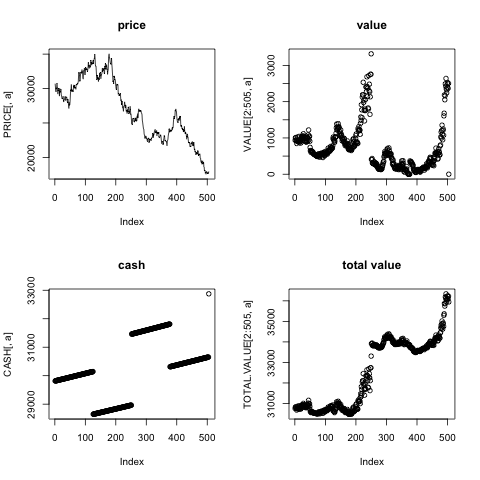 price
PRICE[, a]
20000
30000
0 100 200 300 400 500
Index
value
VALUE[2:505, a]
0 1000 2000 3000
0 100 200 300 400 500
Index
cash
CASH[, a]
29000 31000 33000
0 100 200 300 400 500
Index
total value
TOTAL.VALUE[2:505, a]
31000 33000 35000
0 100 200 300 400 500
Index